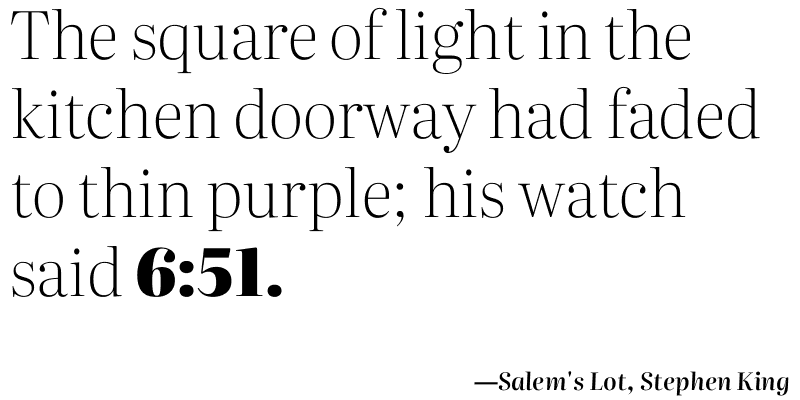 The square of light in the
kitchen doorway had faded
to thin purple; his watch
said 6:51.
—Salem's Lot, Stephen King